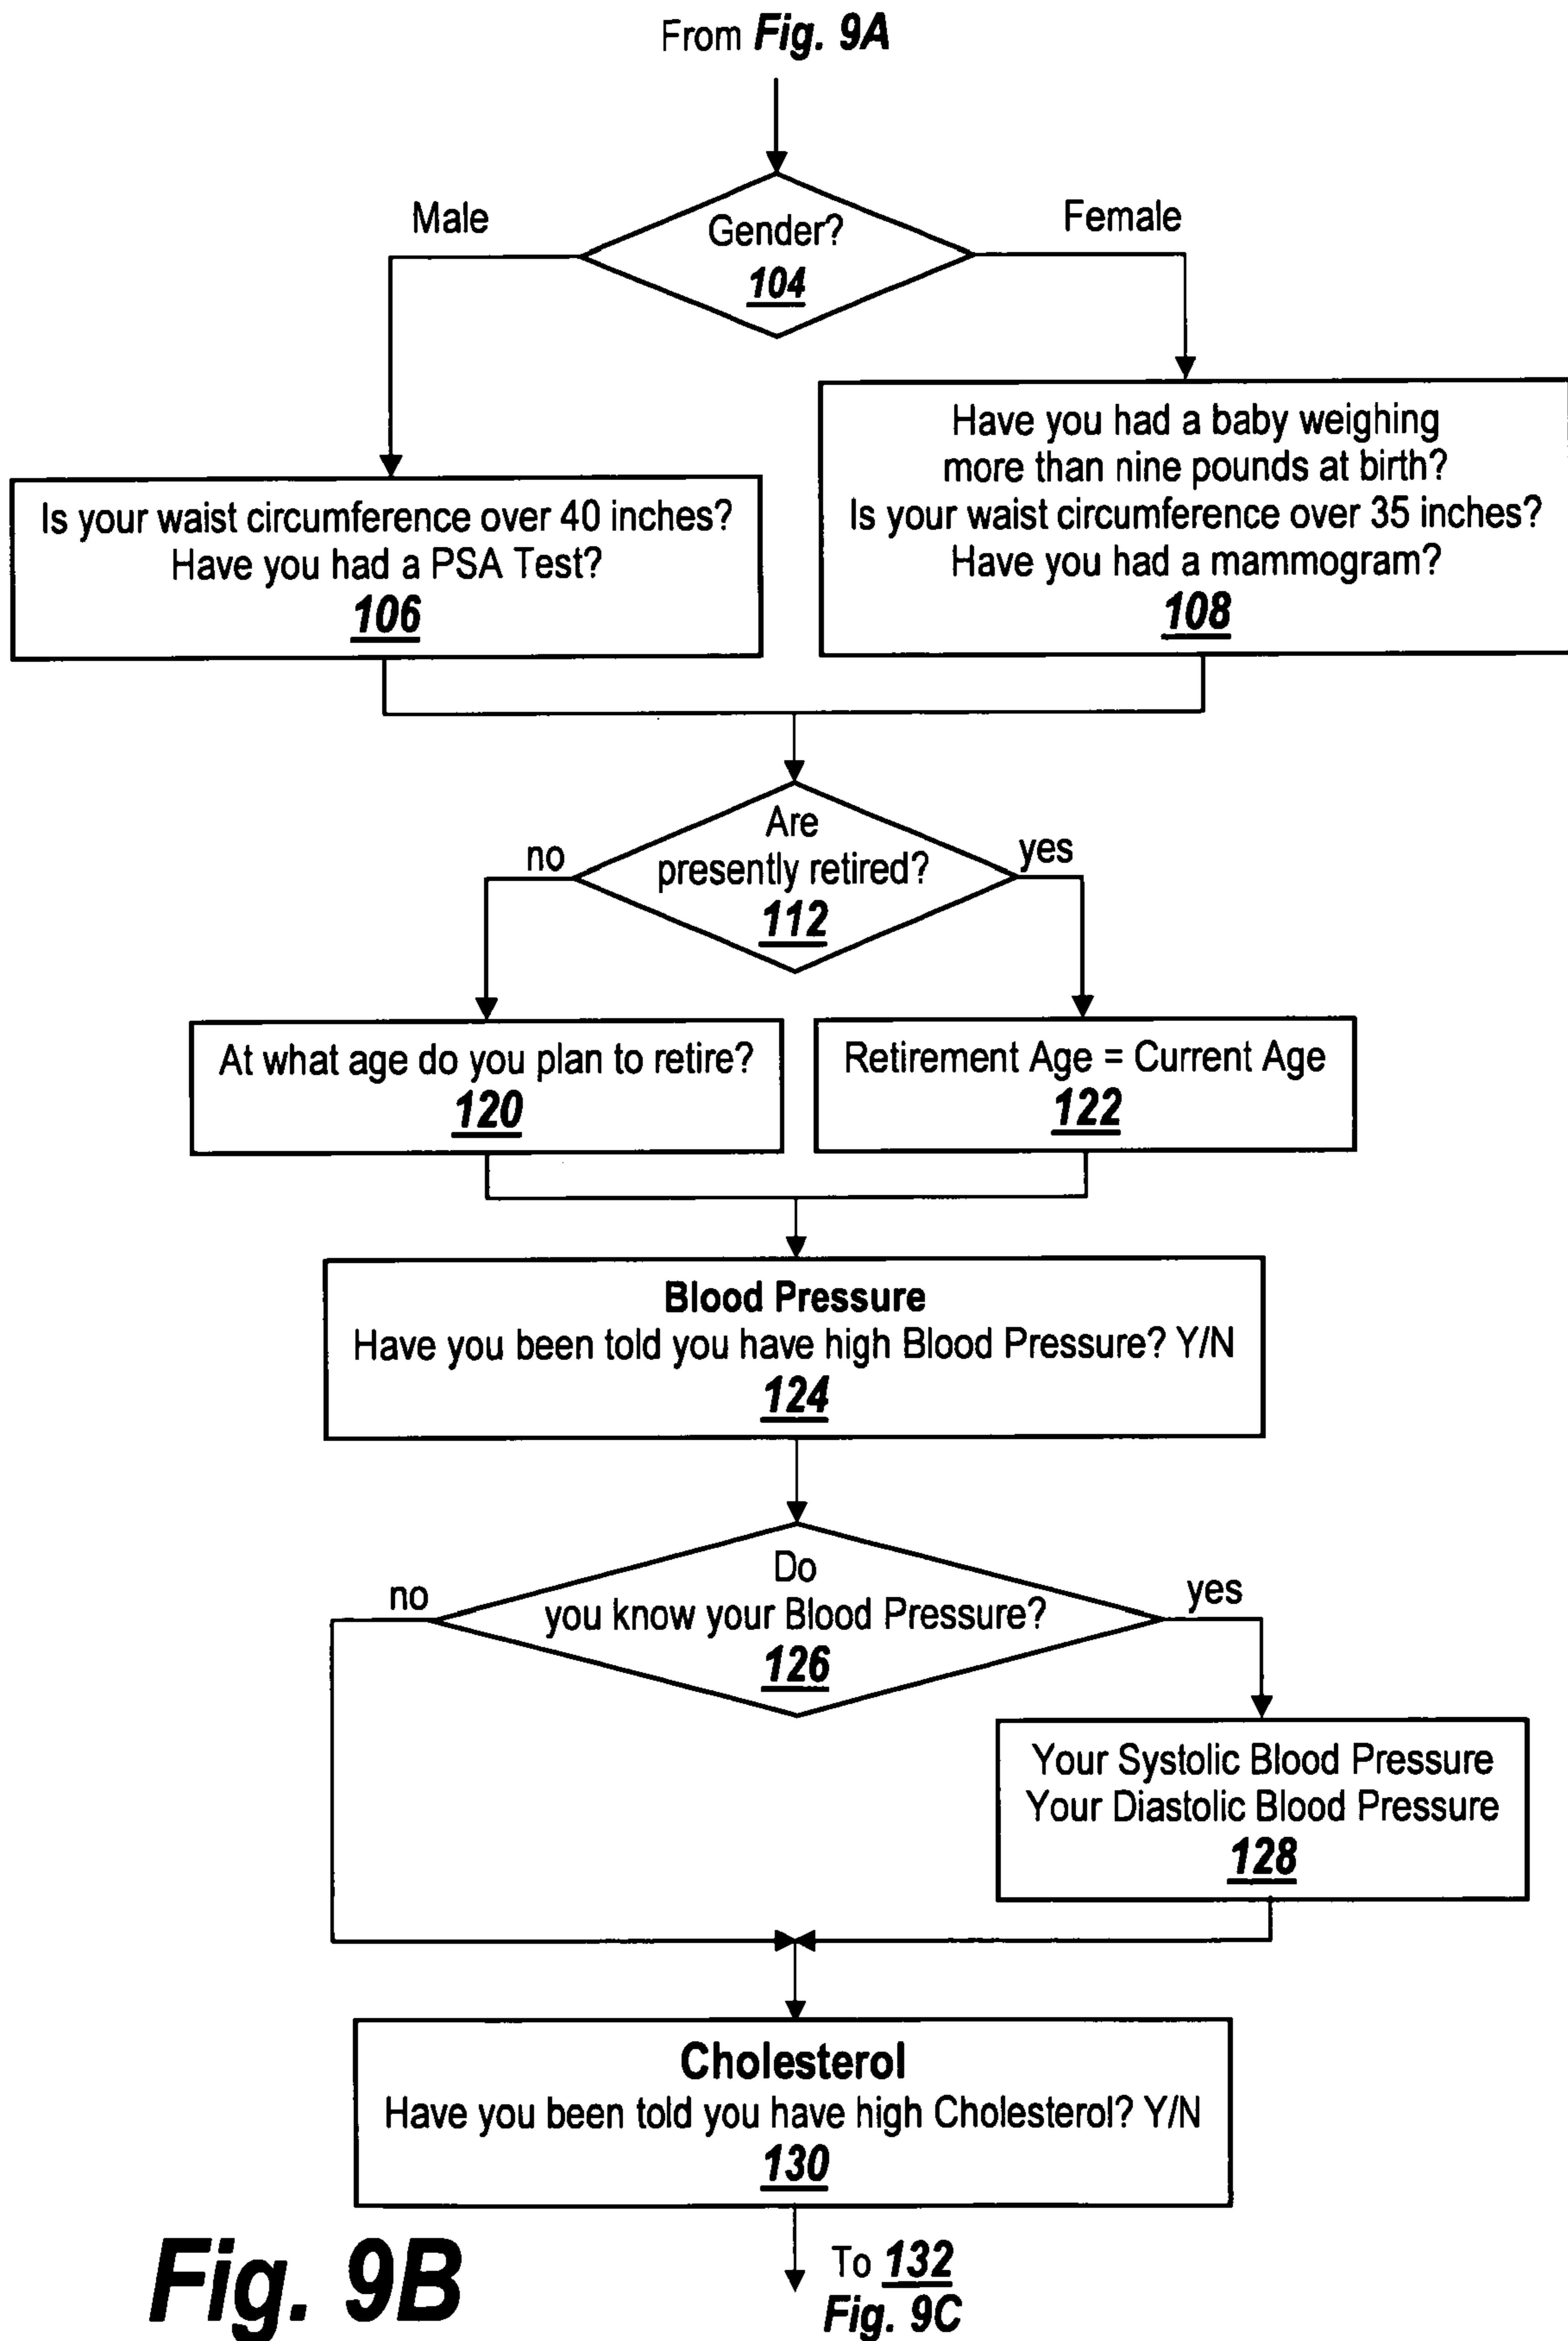 From Fig. 9A
Gender?
104
Male
Female
Is your waist circumference over 40 inches?
Have you had a PSA Test?
106
Have you had a baby weighing
more than nine pounds at birth?
Is your waist circumference over 35 inches?
Have you had a mammogram?
108
Are
presently retired?
112
no
yes
At what age do you plan to retire?
120
Retirement Age = Current Age
122
Blood Pressure
Have you been told you have high Blood Pressure? Y/N
124
Do
you know your Blood Pressure?
126
no
yes
Your Systolic Blood Pressure
Your Diastolic Blood Pressure
128
Cholesterol
Have you been told you have high Cholesterol? Y/N
130
To 132
Fig. 9C
Fig. 9B